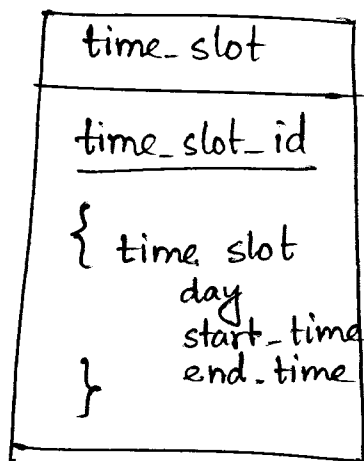 time_slot
time_slot_id
{ time slot
day
start_time
end_time
}